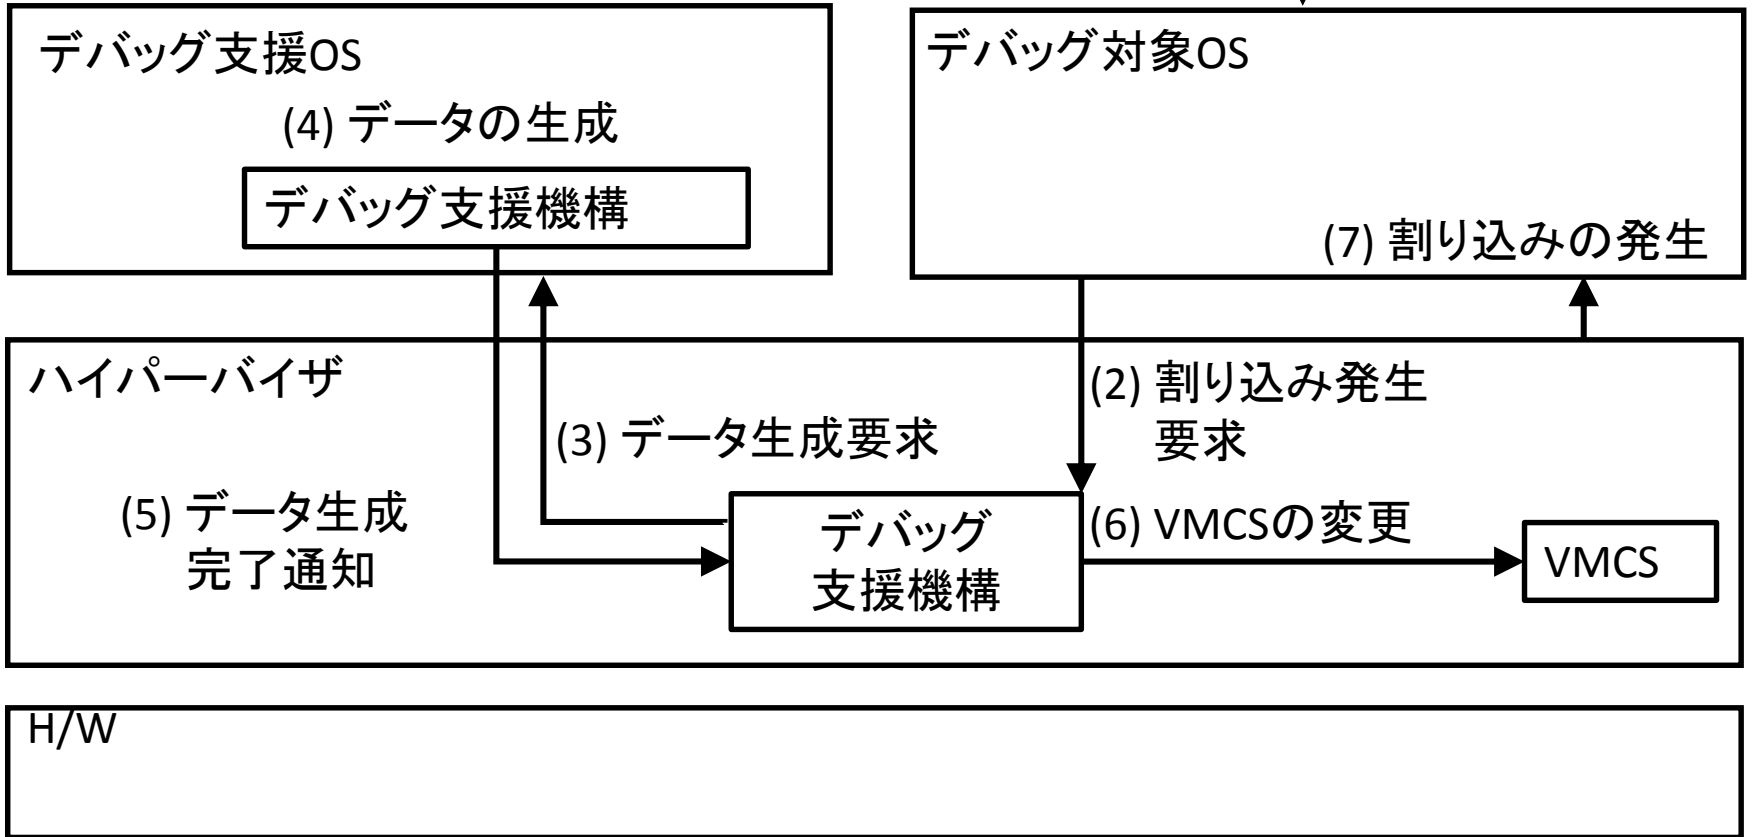 デバッグ支援OS
(4) データの生成
デバッグ支援機構
デバッグ対象OS
(7) 割り込みの発生
ハイパーバイザ
(2) 割り込み発生
要求
(3) データ生成要求
(5) データ生成
完了通知
デバッグ
支援機構
(6) VMCSの変更
VMCS
H/W